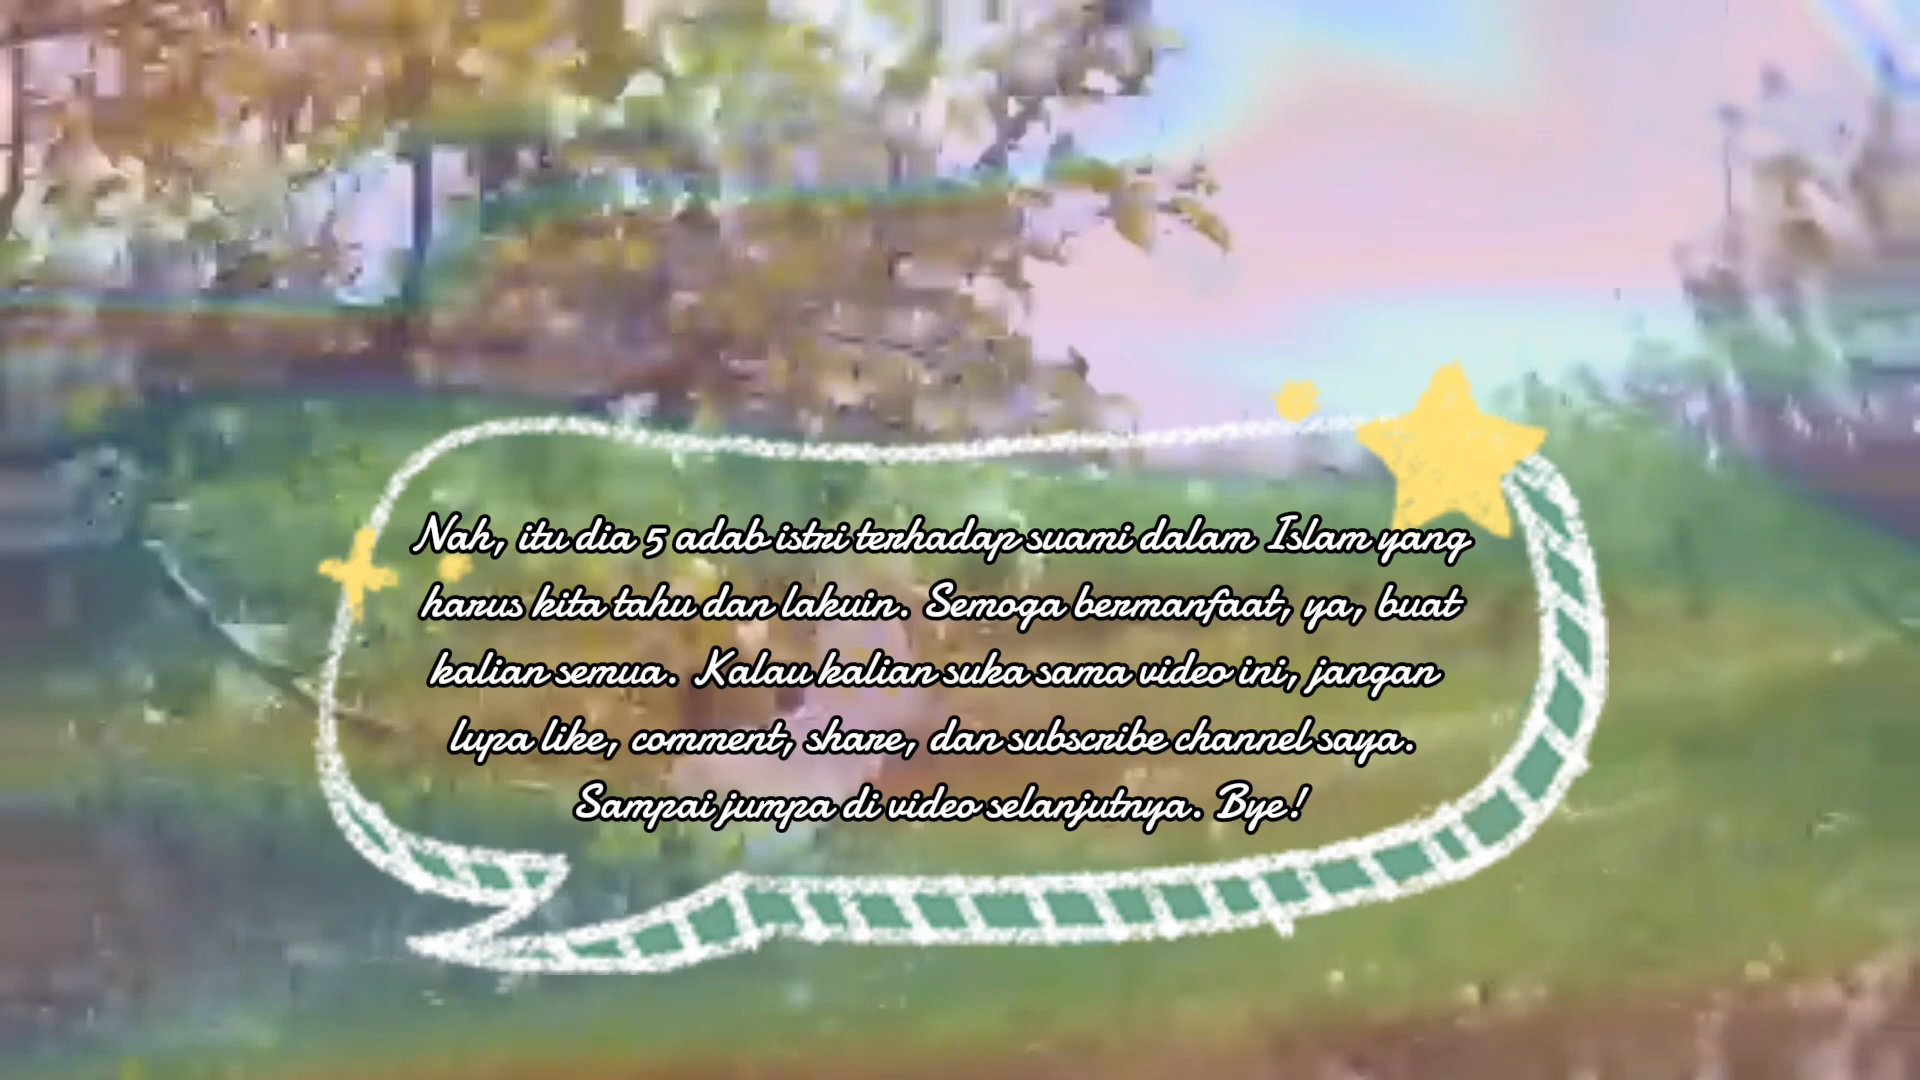 Nah, itu dia 5 adab istri terhadap suami dalam Islam yang
harus kita tahu dan lakuin. Semoga bermanfaat, ya, buat
kalian semua. Kalau kalian suka sama video ini, jangan
lupa like, comment, share, dan subscribe channel saya.
Sampai jumpa di video selanjutnya. Bye!